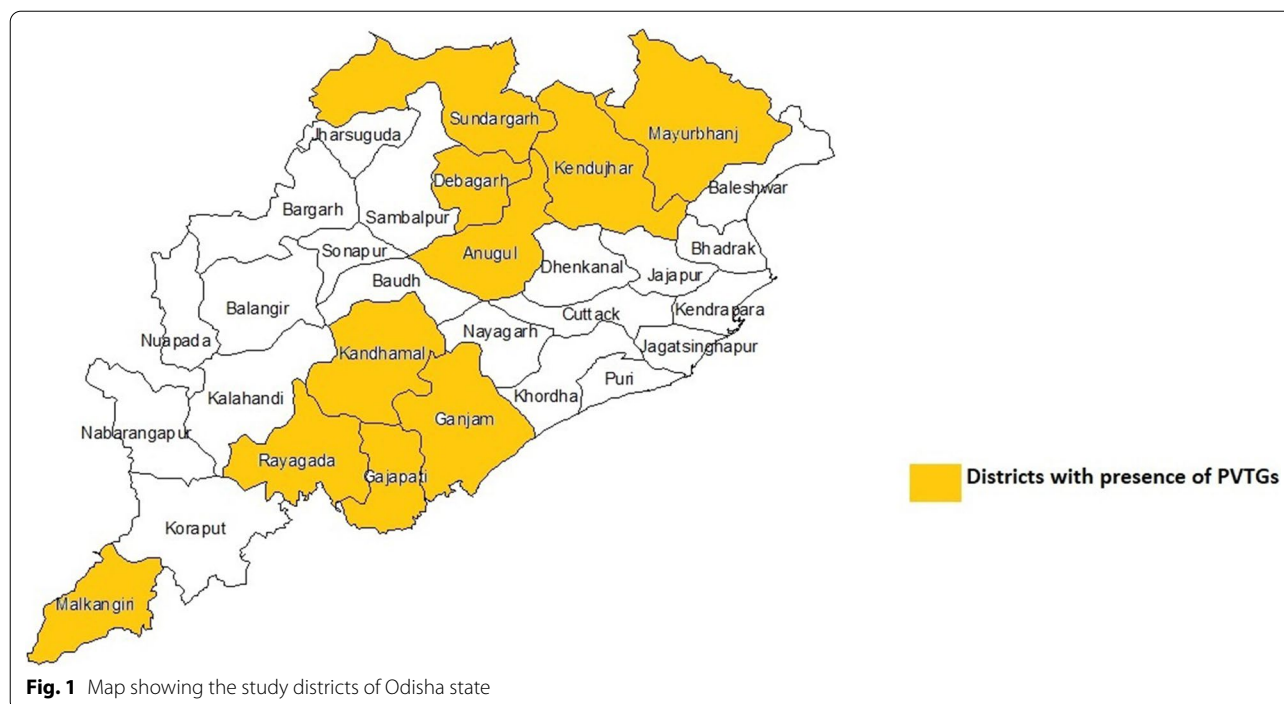 Sundargarh
Mayurbhanj
Jharsuguda
Kendujhar
Debagarh
Baleshwar
Bargarh
Sambalpur
Bhadrak
Sonapur
Anugul
Dhenkanal
Jajapur
Baudh
Balangir
Cuttack
Kendrapara
Nayagarh
Nuapada
Jagatsinghapur
Kandhamal
Puri
Kalahandi
Khordha
Ganjam
Nabarangapur
Rayagada
Gajapati
Districts with presence of PVTGs
Koraput
Malkangiri
Fig. 1 Map showing the study districts of Odisha state